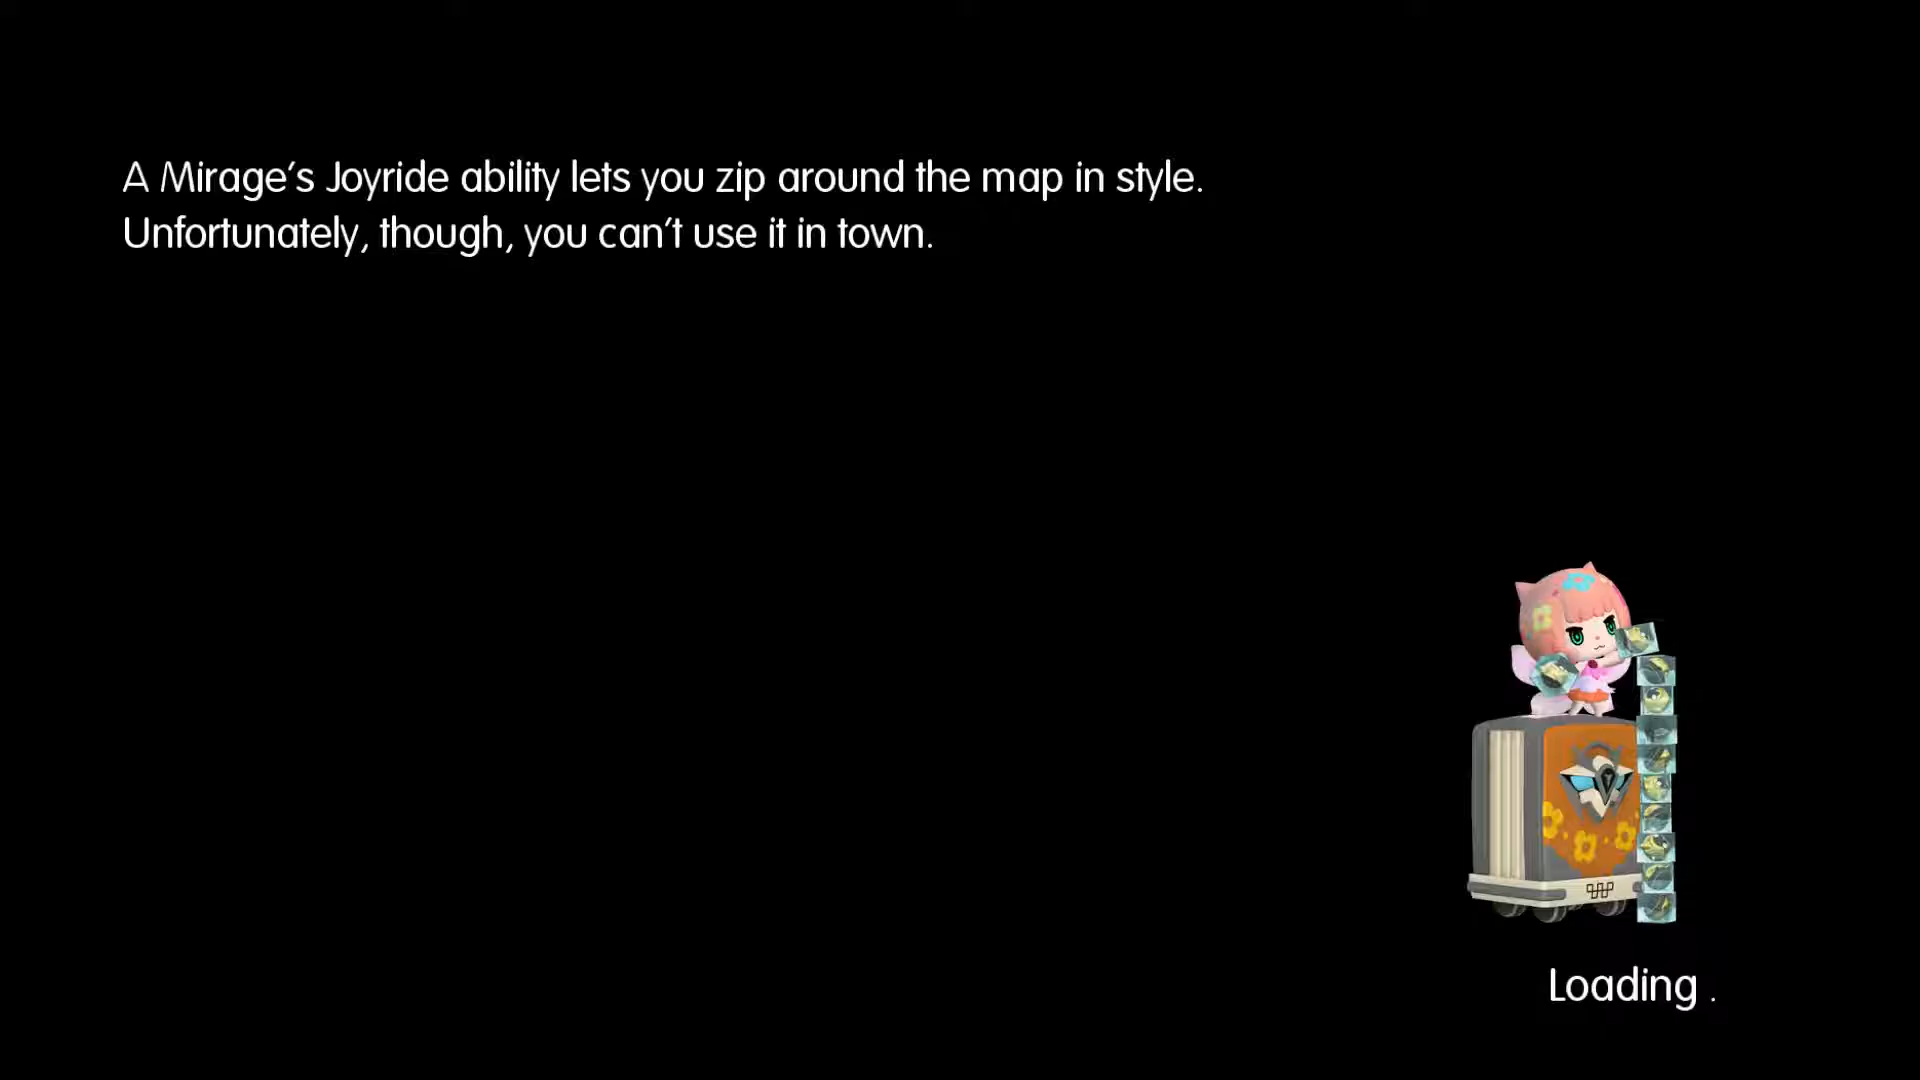 A Mirage's Joyride ability lets you zip around the map in style.
Unfortunately, though, you can't use it in town.
Loading .